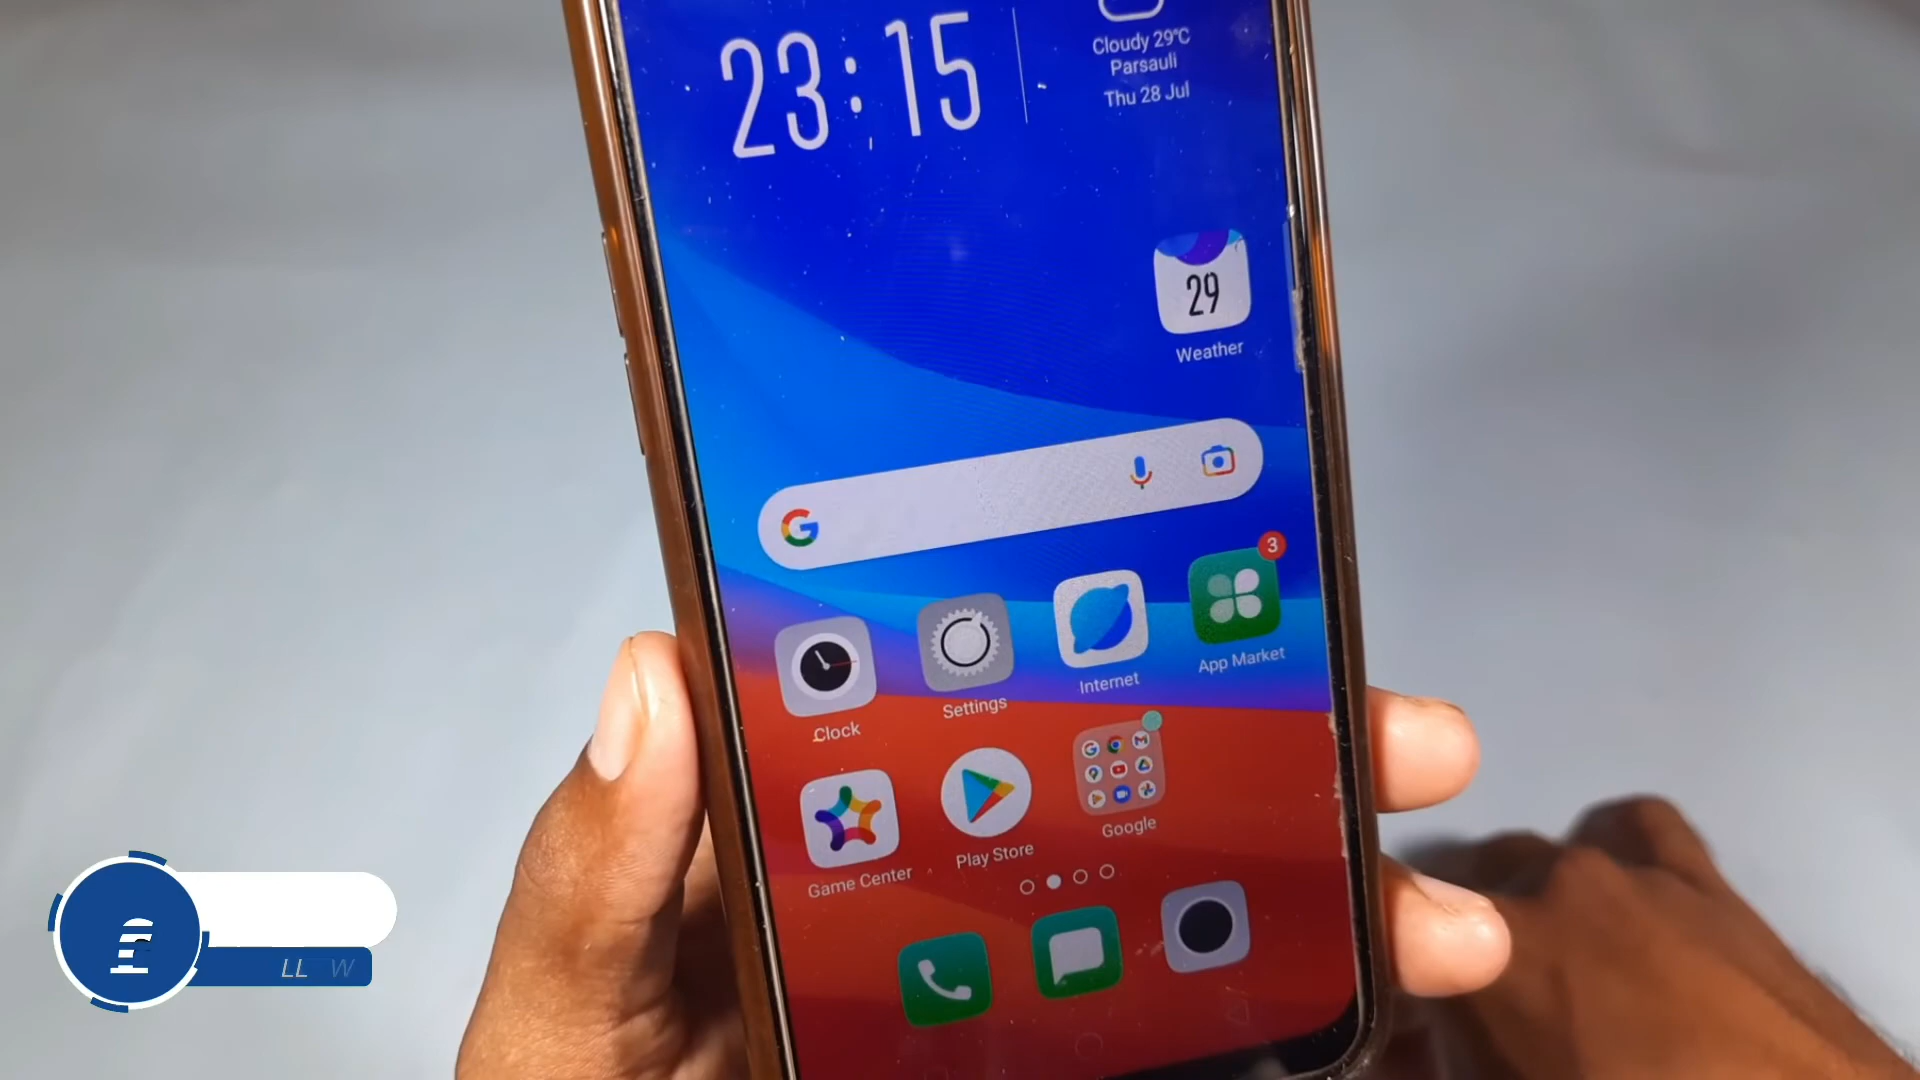 23:15
Cloudy 29°C
Parsauli
Thu 28 Jul
29
Weather
G
3
Clock
Settings
Internet
App Market
Game Center
Play Store
Google
LL W